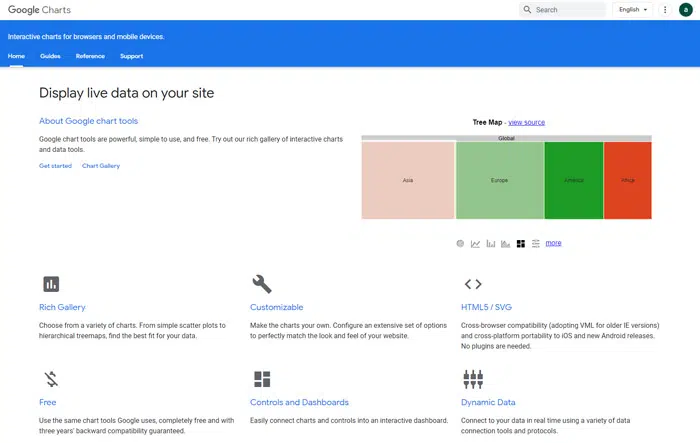 Google Charts
Search
English
a
Interactive charts for browsers and mobile devices.
Home Guides Reference Support
Display live data on your site
About Google chart tools
Google chart tools are powerful, simple to use, and free. Try out our rich gallery of interactive charts
and data tools.
Get started Chart Gallery
Tree Map - view source
Global
Asia Europe America Africa
more
Rich Gallery
Choose from a variety of charts. From simple scatter plots to
hierarchical treemaps, find the best fit for your data.
Customizable
Make the charts your own. Configure an extensive set of options
to perfectly match the look and feel of your website.
HTML5 / SVG
Cross-browser compatibility (adopting VML for older IE versions)
and cross-platform portability to iOS and new Android releases.
No plugins are needed.
Free
Use the same chart tools Google uses, completely free and with
three years' backward compatibility guaranteed.
Controls and Dashboards
Easily connect charts and controls into an interactive dashboard.
Dynamic Data
Connect to your data in real time using a variety of data
connection tools and protocols.